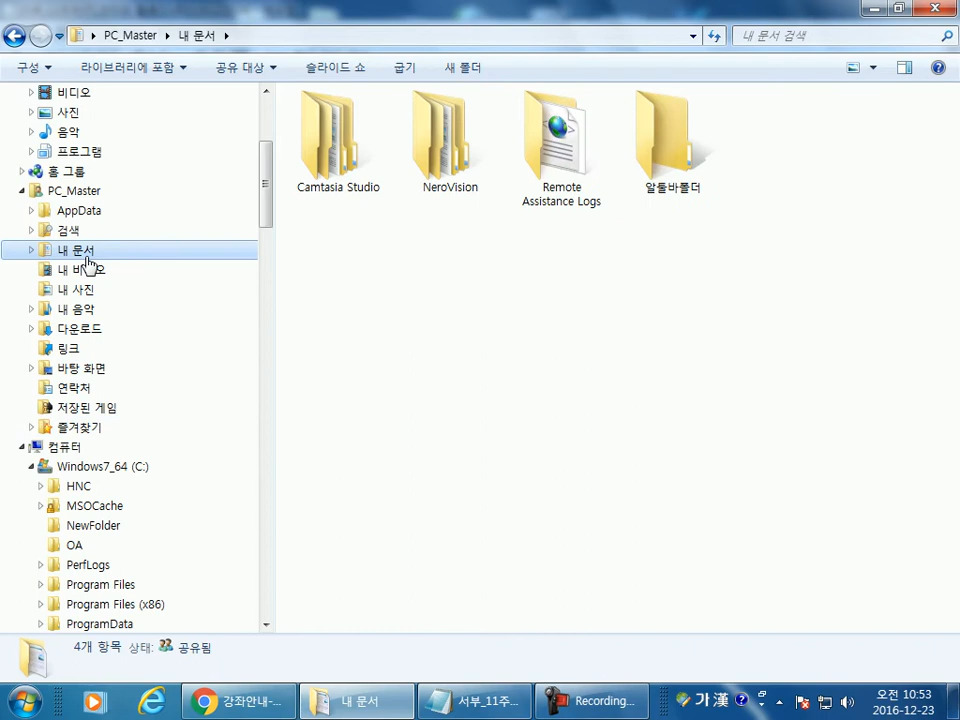 PC_Master ▸ 내 문서 ▸
내 문서 검색
구성 라이브러리에 포함 공유 대상 슬라이드 쇼 굽기 새 폴더
비디오
사진
음악
프로그램
홈 그룹
PC_Master
AppData
검색
내 문서
내 비디오
내 사진
내 음악
다운로드
링크
바탕 화면
연락처
저장된 게임
즐겨찾기
컴퓨터
Windows7_64 (C:)
HNC
MSOCache
NewFolder
OA
PerfLogs
Program Files
Program Files (x86)
ProgramData
Camtasia Studio
NeroVision
Remote
Assistance Logs
알툴바폴더
4개 항목 상태: 공유됨
강좌안내-...
내 문서
서부_11주...
Recording...
가 漢
오전 10:53
2016-12-23